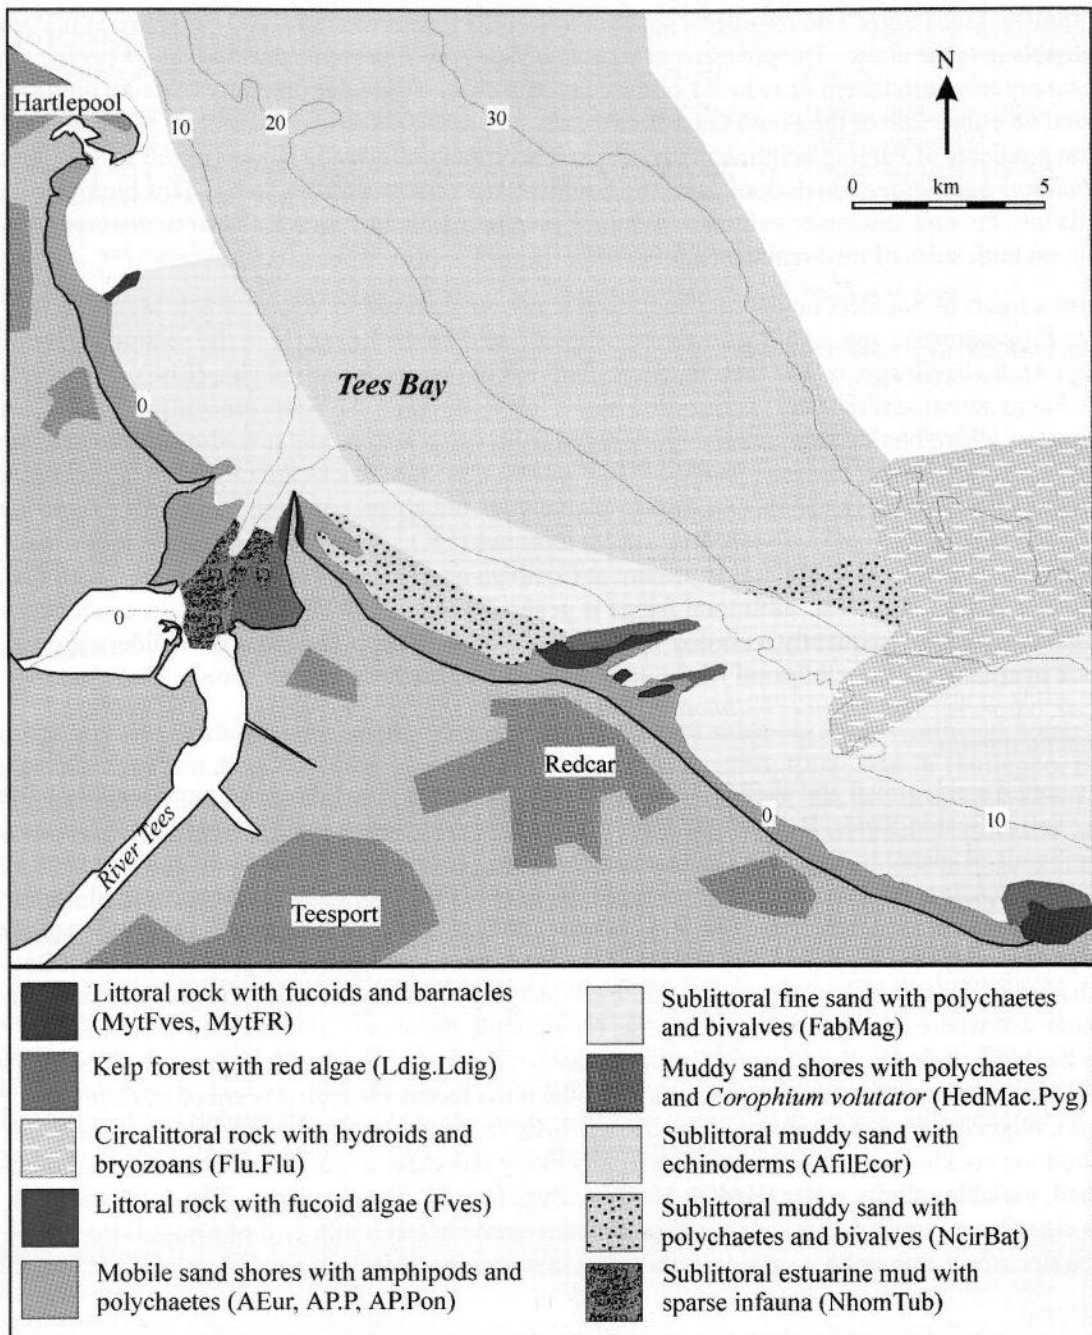 N
Hartlepool
10
20
30
0 km 5
Tees Bay
0
0
Redcar
0
10
River Tees
Teesport
Littoral rock with fucoids and barnacles
(MytFves, MytFR)
Kelp forest with red algae (Ldig.Ldig)
Circalittoral rock with hydroids and
bryozoans (Flu.Flu)
Littoral rock with fucoid algae (Fves)
Mobile sand shores with amphipods and
polychaetes (AEur, AP.P, AP.Pon)
Sublittoral fine sand with polychaetes
and bivalves (FabMag)
Muddy sand shores with polychaetes
and Corophium volutator (HedMac.Pyg)
Sublittoral muddy sand with
echinoderms (AfilEcor)
Sublittoral muddy sand with
polychaetes and bivalves (NcirBat)
Sublittoral estuarine mud with
sparse infauna (NhomTub)